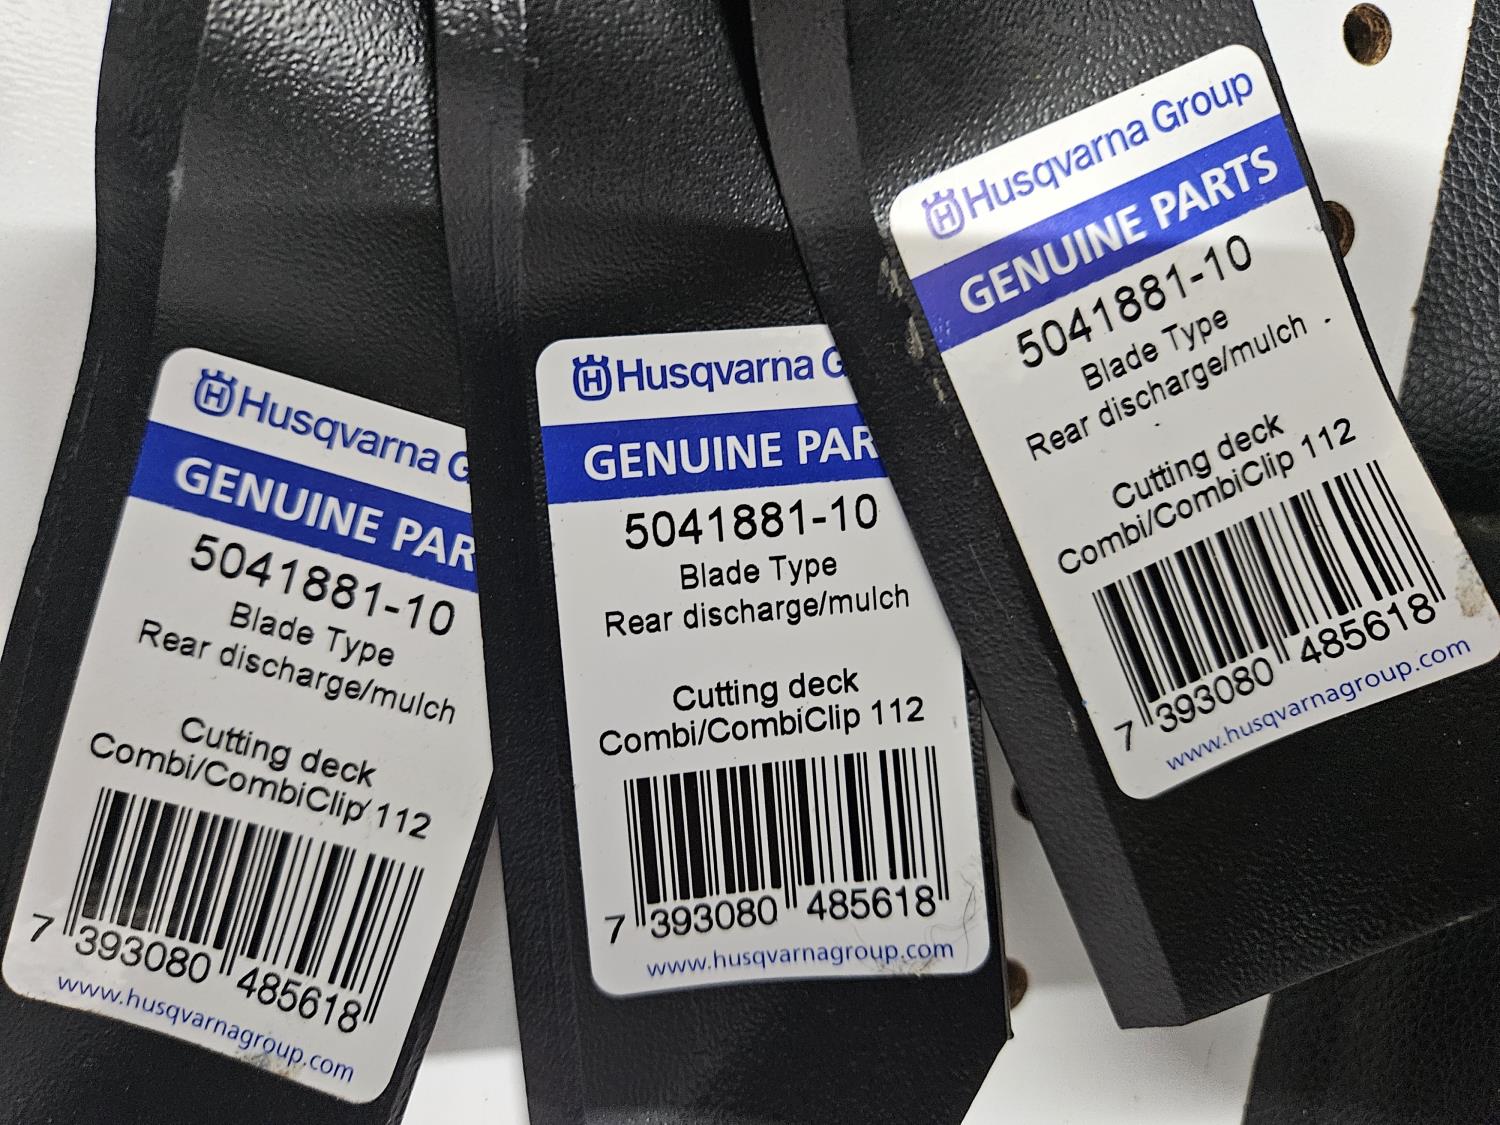 Husqvarna G
GENUINE PAR
5041881-10
Blade Type
Rear discharge/mulch
Cutting deck
Combi/CombiClip 112
7 393080 485618
www.husqvarnagroup.com
Husqvarna G
GENUINE PAR
5041881-10
Blade Type
Rear discharge/mulch
Cutting deck
Combi/CombiClip 112
7 393080 485618
www.husqvarnagroup.com
Husqvarna Group
GENUINE PARTS
5041881-10
Blade Type
Rear discharge/mulch
Cutting deck
Combi/CombiClip 112
7 393080 485618
www.husqvarnagroup.com